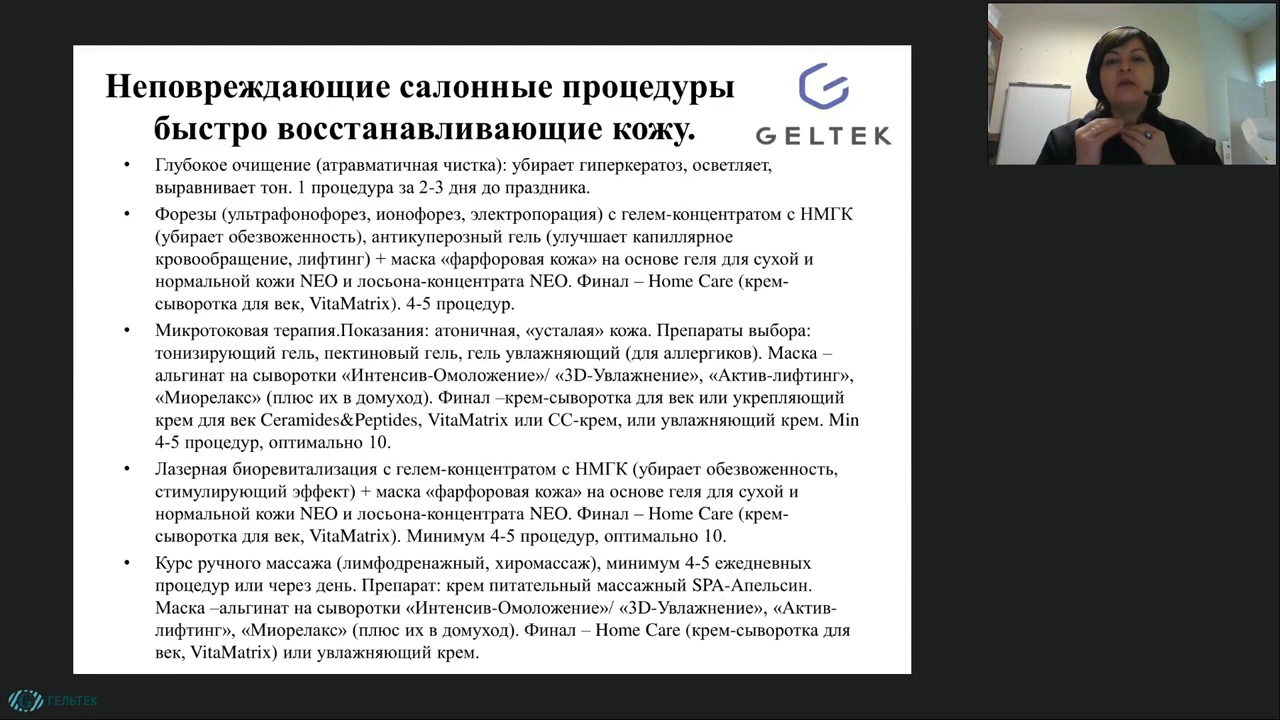 Неповреждающие салонные процедуры
быстро восстанавливающие кожу.
GELTEK
• Глубокое очищение (атравматичная чистка): убирает гиперкератоз, осветляет,
выравнивает тон. 1 процедура за 2-3 дня до праздника.
• Форезы (ультрафонофорез, ионофорез, электропорация) с гелем-концентратом с НМГК
(убирает обезвоженность), антикуперозный гель (улучшает капиллярное
кровообращение, лифтинг) + маска «фарфоровая кожа» на основе геля для сухой и
нормальной кожи NEO и лосьона-концентрата NEO. Финал – Home Care (крем-
сыворотка для век, VitaMatrix). 4-5 процедур.
• Микротоковая терапия.Показания: атоничная, «усталая» кожа. Препараты выбора:
тонизирующий гель, пектиновый гель, гель увлажняющий (для аллергиков). Маска –
альгинат на сыворотки «Интенсив-Омоложение»/ «3D-Увлажнение», «Актив-лифтинг»,
«Миорелакс» (плюс их в домуход). Финал –крем-сыворотка для век или укрепляющий
крем для век Ceramides&Peptides, VitaMatrix или СС-крем, или увлажняющий крем. Min
4-5 процедур, оптимально 10.
• Лазерная биоревитализация с гелем-концентратом с НМГК (убирает обезвоженность,
стимулирующий эффект) + маска «фарфоровая кожа» на основе геля для сухой и
нормальной кожи NEO и лосьона-концентрата NEO. Финал – Home Care (крем-
сыворотка для век, VitaMatrix). Минимум 4-5 процедур, оптимально 10.
• Курс ручного массажа (лимфодренажный, хиромассаж), минимум 4-5 ежедневных
процедур или через день. Препарат: крем питательный массажный SPA-Апельсин.
Маска –альгинат на сыворотки «Интенсив-Омоложение»/ «3D-Увлажнение», «Актив-
лифтинг», «Миорелакс» (плюс их в домуход). Финал – Home Care (крем-сыворотка для
век, VitaMatrix) или увлажняющий крем.
ГЕЛЬТЕК